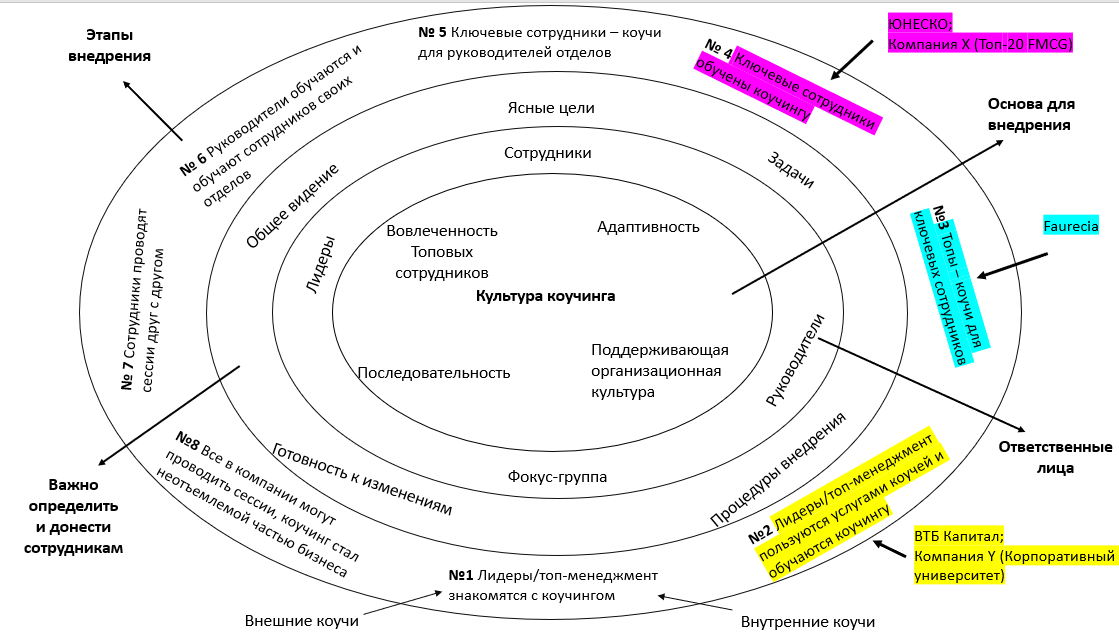 Этапы
внедрения
№ 5 Ключевые сотрудники – коучи
для руководителей отделов
ЮНЕСКО;
Компания X (Топ-20 FMCG)
№ 4 Ключевые сотрудники
обучены коучингу
№ 6 Руководители обучаются и
обучают сотрудников своих
отделов
Ясные цели
Основа для
внедрения
Сотрудники
Задачи
Общее видение
Лидеры
Вовлеченность
Топовых
сотрудников
Адаптивность
№3 Топы – коучи для
ключевых сотрудников
Faurecia
№ 7 Сотрудники проводят
сессии друг с другом
Культура коучинга
Последовательность
Поддерживающая
организационная
культура
Руководители
Ответственные
лица
Важно
определить
и донести
сотрудникам
№8 Все в компании могут
проводить сессии, коучинг стал
неотъемлемой частью бизнеса
Готовность к изменениям
Фокус-группа
Процедуры внедрения
№2 Лидеры/топ-менеджмент
пользуются услугами коучей и
обучаются коучингу
ВТБ Капитал;
Компания Y (Корпоративный
университет)
№1 Лидеры/топ-менеджмент
знакомятся с коучингом
Внешние коучи
Внутренние коучи